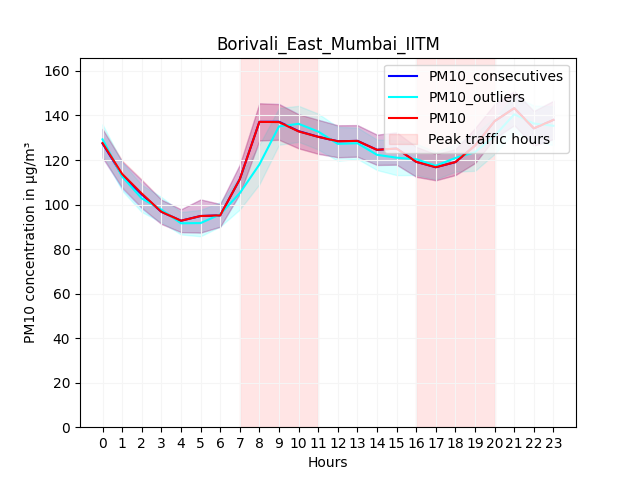 Borivali_East_Mumbai_IITM
PM10 concentration in µg/m³
160
140
120
100
80
60
40
20
0
PM10_consecutives
PM10_outliers
PM10
Peak traffic hours
0 1 2 3 4 5 6 7 8 9 10 11 12 13 14 15 16 17 18 19 20 21 22 23
Hours